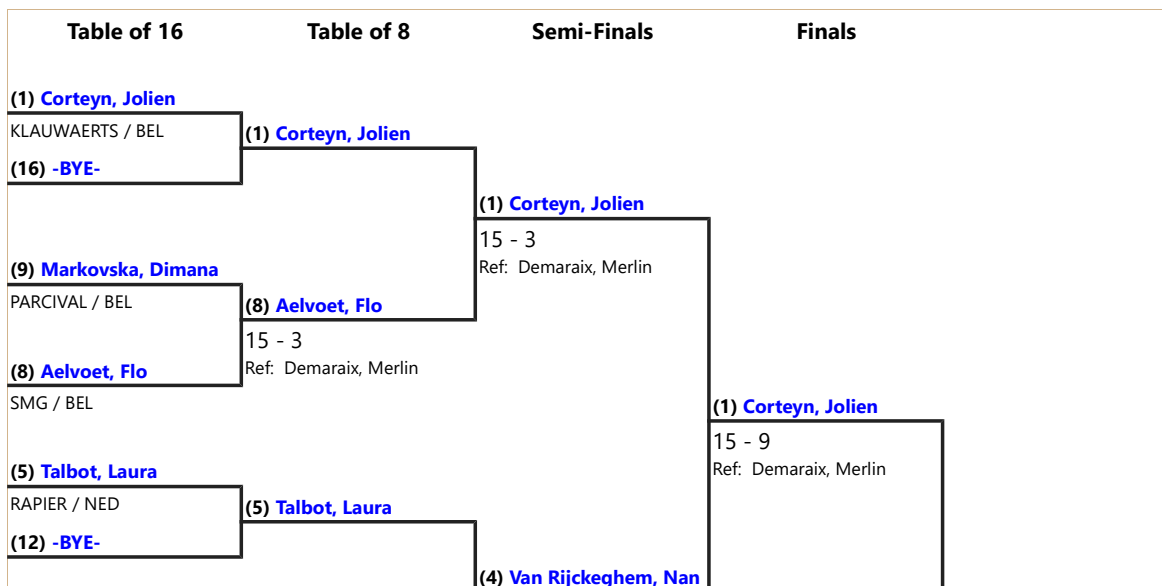 Table of 16 Table of 8 Semi-Finals Finals
(1) Corteyn, Jolien
KLAUWAERTS / BEL
(1) Corteyn, Jolien
(16) -BYE-
(1) Corteyn, Jolien
15 - 3
Ref: Demaraix, Merlin
(9) Markovska, Dimana
PARCIVAL / BEL
(8) Aelvoet, Flo
15 - 3
Ref: Demaraix, Merlin
(8) Aelvoet, Flo
SMG / BEL
(1) Corteyn, Jolien
15 - 9
Ref: Demaraix, Merlin
(5) Talbot, Laura
RAPIER / NED
(5) Talbot, Laura
(12) -BYE-
(4) Van Rijckeghem, Nan